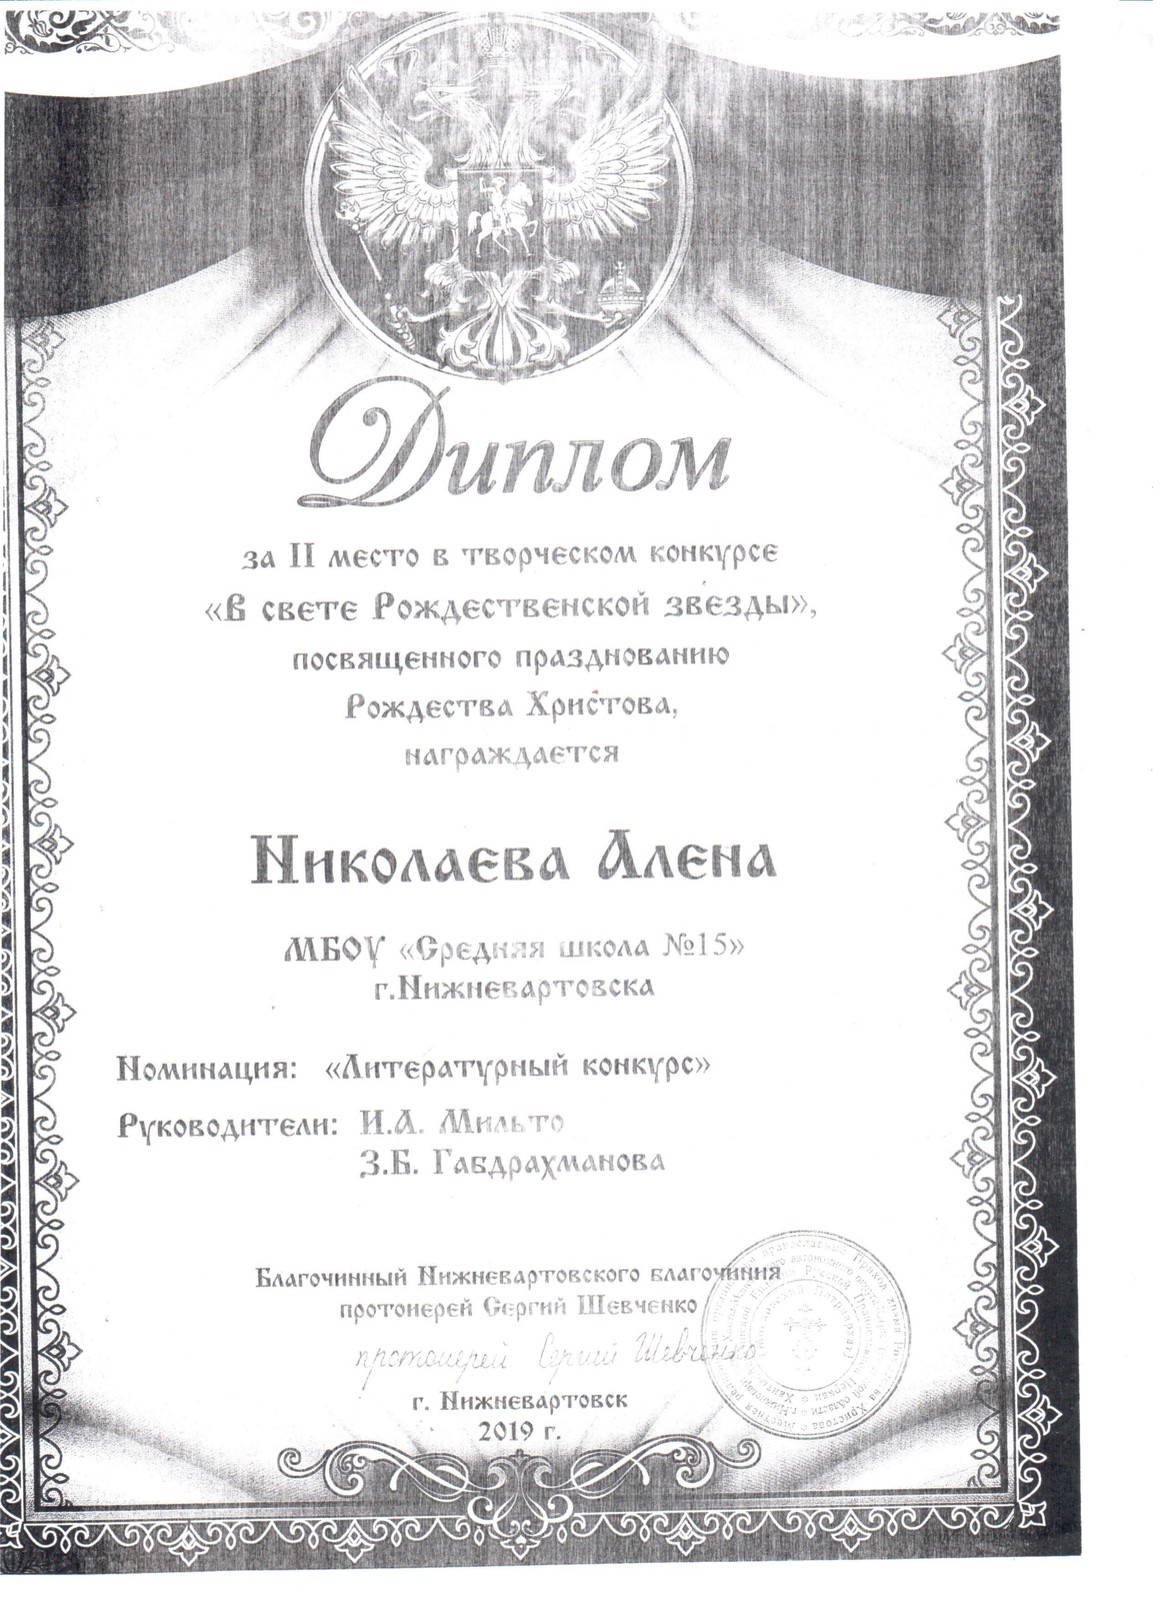 Диплом
за II место в творческом конкурсе
«В свете Рождественской звезды»,
посвященного празднованию
Рождества Христова,
награждается
Николаева Алена
МБОУ «Средняя школа №15»
г.Нижневартовска
Номинация: «Литературный конкурс»
Руководители: И.А. Мильто
З.Б. Габдрахманова
Благочинный Нижневартовского благочиния
протоиерей Сергий Шевченко
протоиерей Сергий Шевченко
г. Нижневартовск
2019 г.